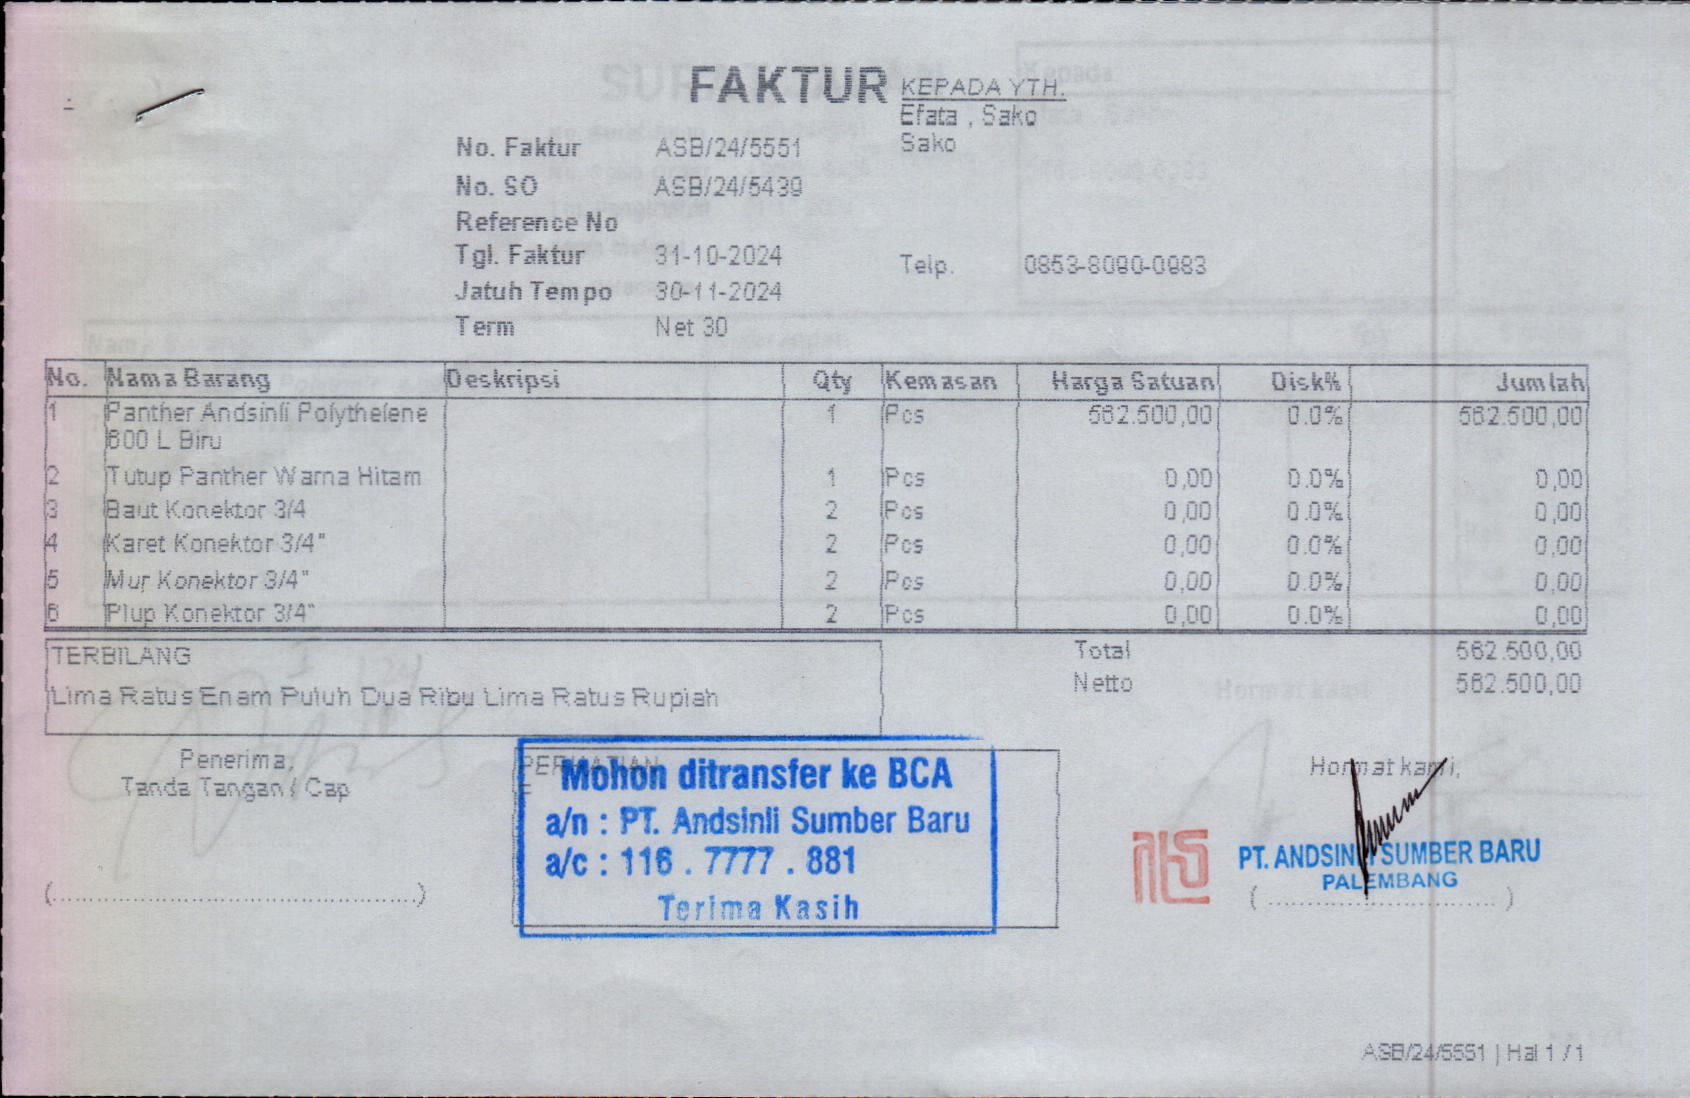 FAKTUR
KEPADA YTH.
Efata , Sako
Sako
No. Faktur ASB/24/5551
No. SO ASB/24/5439
Reference No
Tgl. Faktur 31-10-2024
Telp. 0853-8090-0983
Jatuh Tempo 30-11-2024
Term Net 30
No. Nama Barang Deskripsi Qty Kemasan Harga Satuan Disk% Jumlah
1 Panther Andsinli Polythelene 1 Pcs 562.500,00 0.0% 562.500,00
600 L Biru
2 Tutup Panther Warna Hitam 1 Pcs 0,00 0.0% 0,00
3 Baut Konektor 3/4 2 Pcs 0,00 0.0% 0,00
4 Karet Konektor 3/4" 2 Pcs 0,00 0.0% 0,00
5 Mur Konektor 3/4" 2 Pcs 0,00 0.0% 0,00
6 Plup Konektor 3/4" 2 Pcs 0,00 0.0% 0,00
TERBILANG
Lima Ratus Enam Puluh Dua Ribu Lima Ratus Rupiah
Total 562.500,00
Netto 562.500,00
Penerima,
Tanda Tangan / Cap
Mohon ditransfer ke BCA
a/n : PT. Andsinli Sumber Baru
a/c : 116 . 7777 . 881
Terima Kasih
Hormat kami,
PT. ANDSINLI SUMBER BARU
PALEMBANG
ASB/24/5551 | Hal 1 / 1